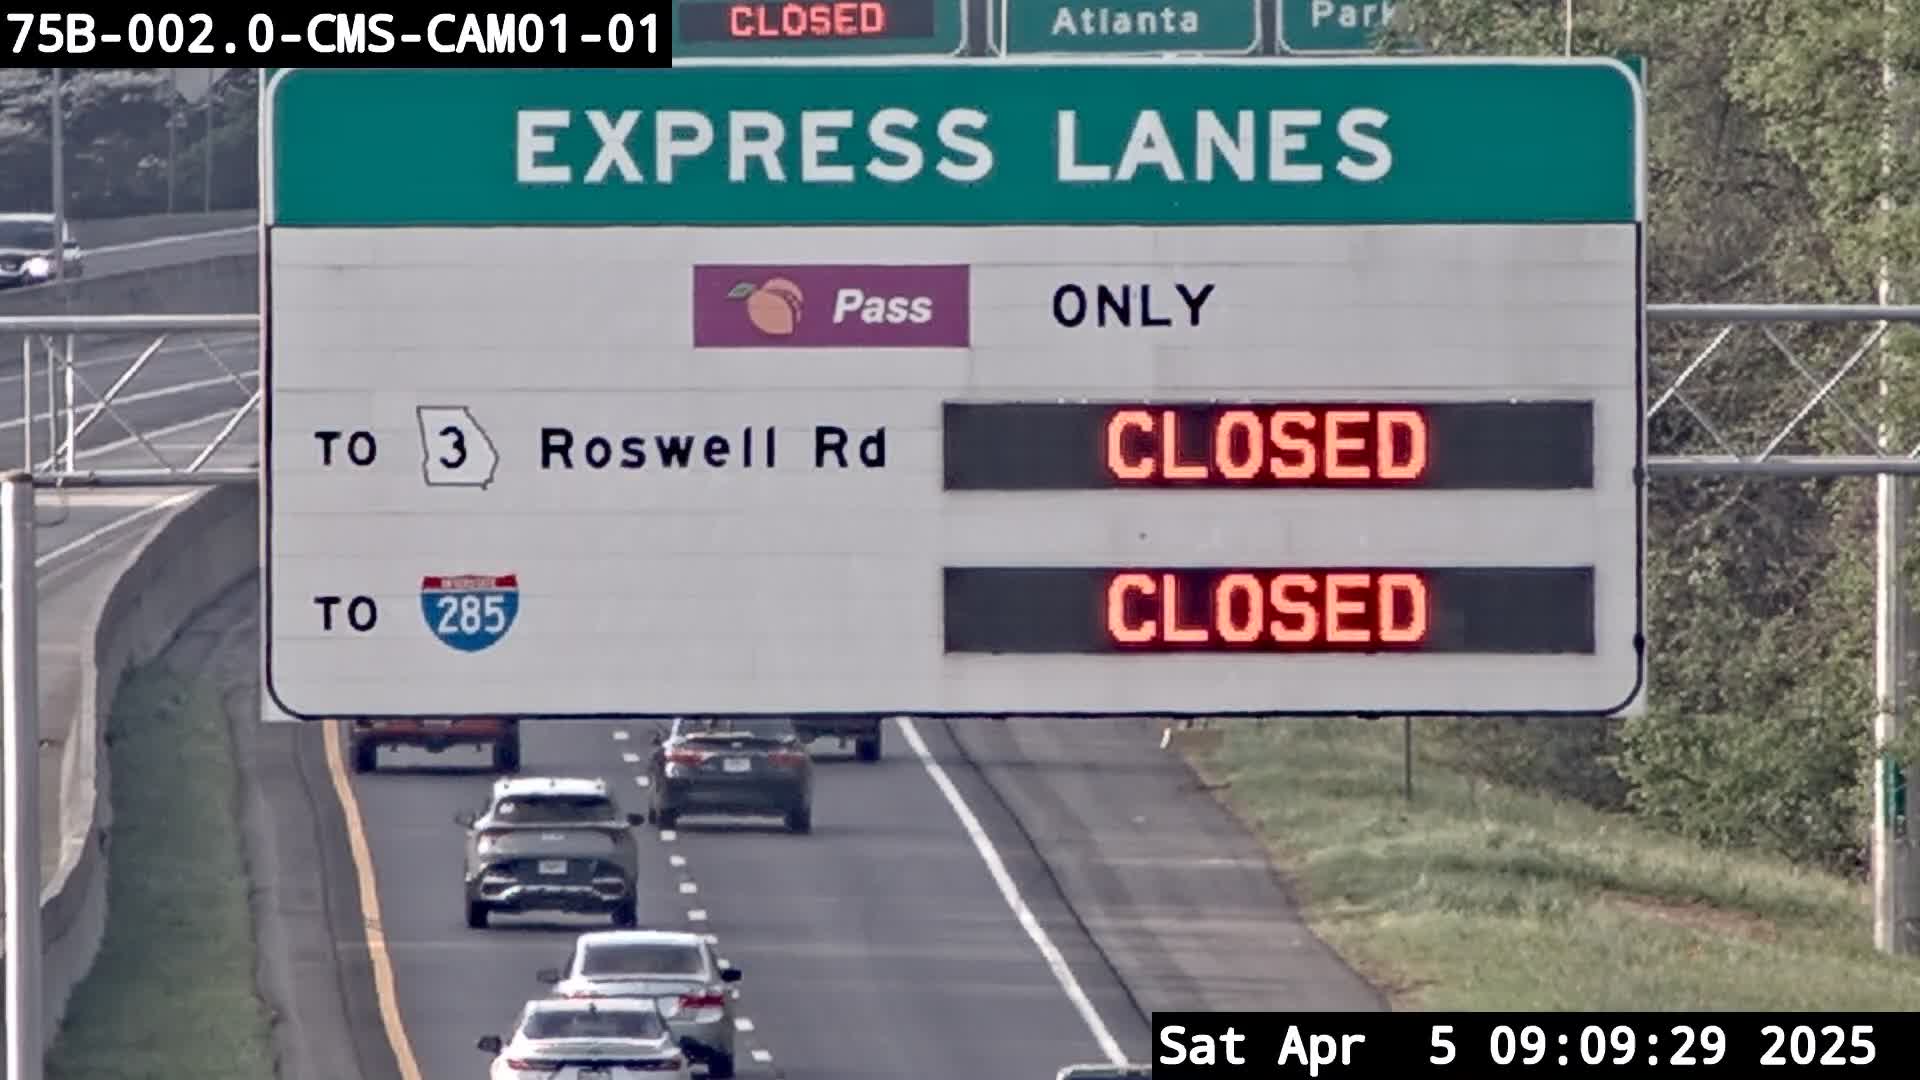 75B-002.0-CMS-CAM01-01
CLOSED
Atlanta
Park
EXPRESS LANES
Pass ONLY
TO 3 Roswell Rd CLOSED
TO INTERSTATE 285 CLOSED
Sat Apr 5 09:09:29 2025